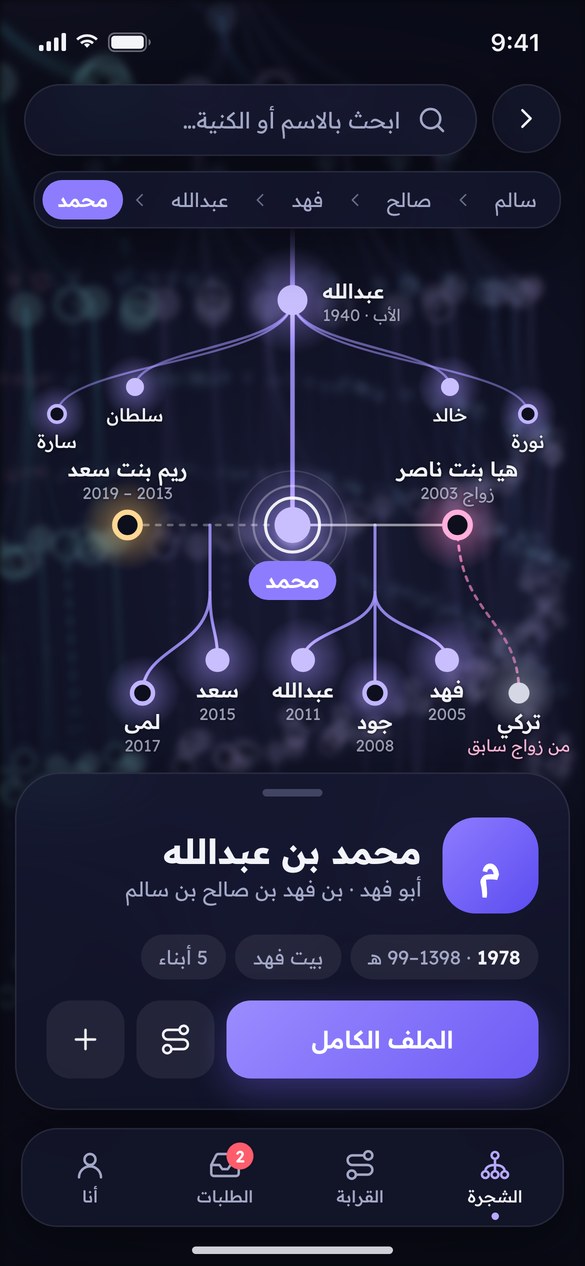 9:41
ابحث بالاسم أو الكنية...
سالم
صالح
فهد
عبدالله
محمد
عبدالله
الأب · 1940
خالد
سلطان
نورة
سارة
هيا بنت ناصر
زواج 2003
ريم بنت سعد
2013 – 2019
محمد
فهد
2005
عبدالله
2011
سعد
2015
تركي
من زواج سابق
جود
2008
لمى
2017
م
محمد بن عبدالله
أبو فهد · بن فهد بن صالح بن سالم
1978 · 1398–99 هـ
بيت فهد
5 أبناء
الملف الكامل
الشجرة
القرابة
2
الطلبات
أنا